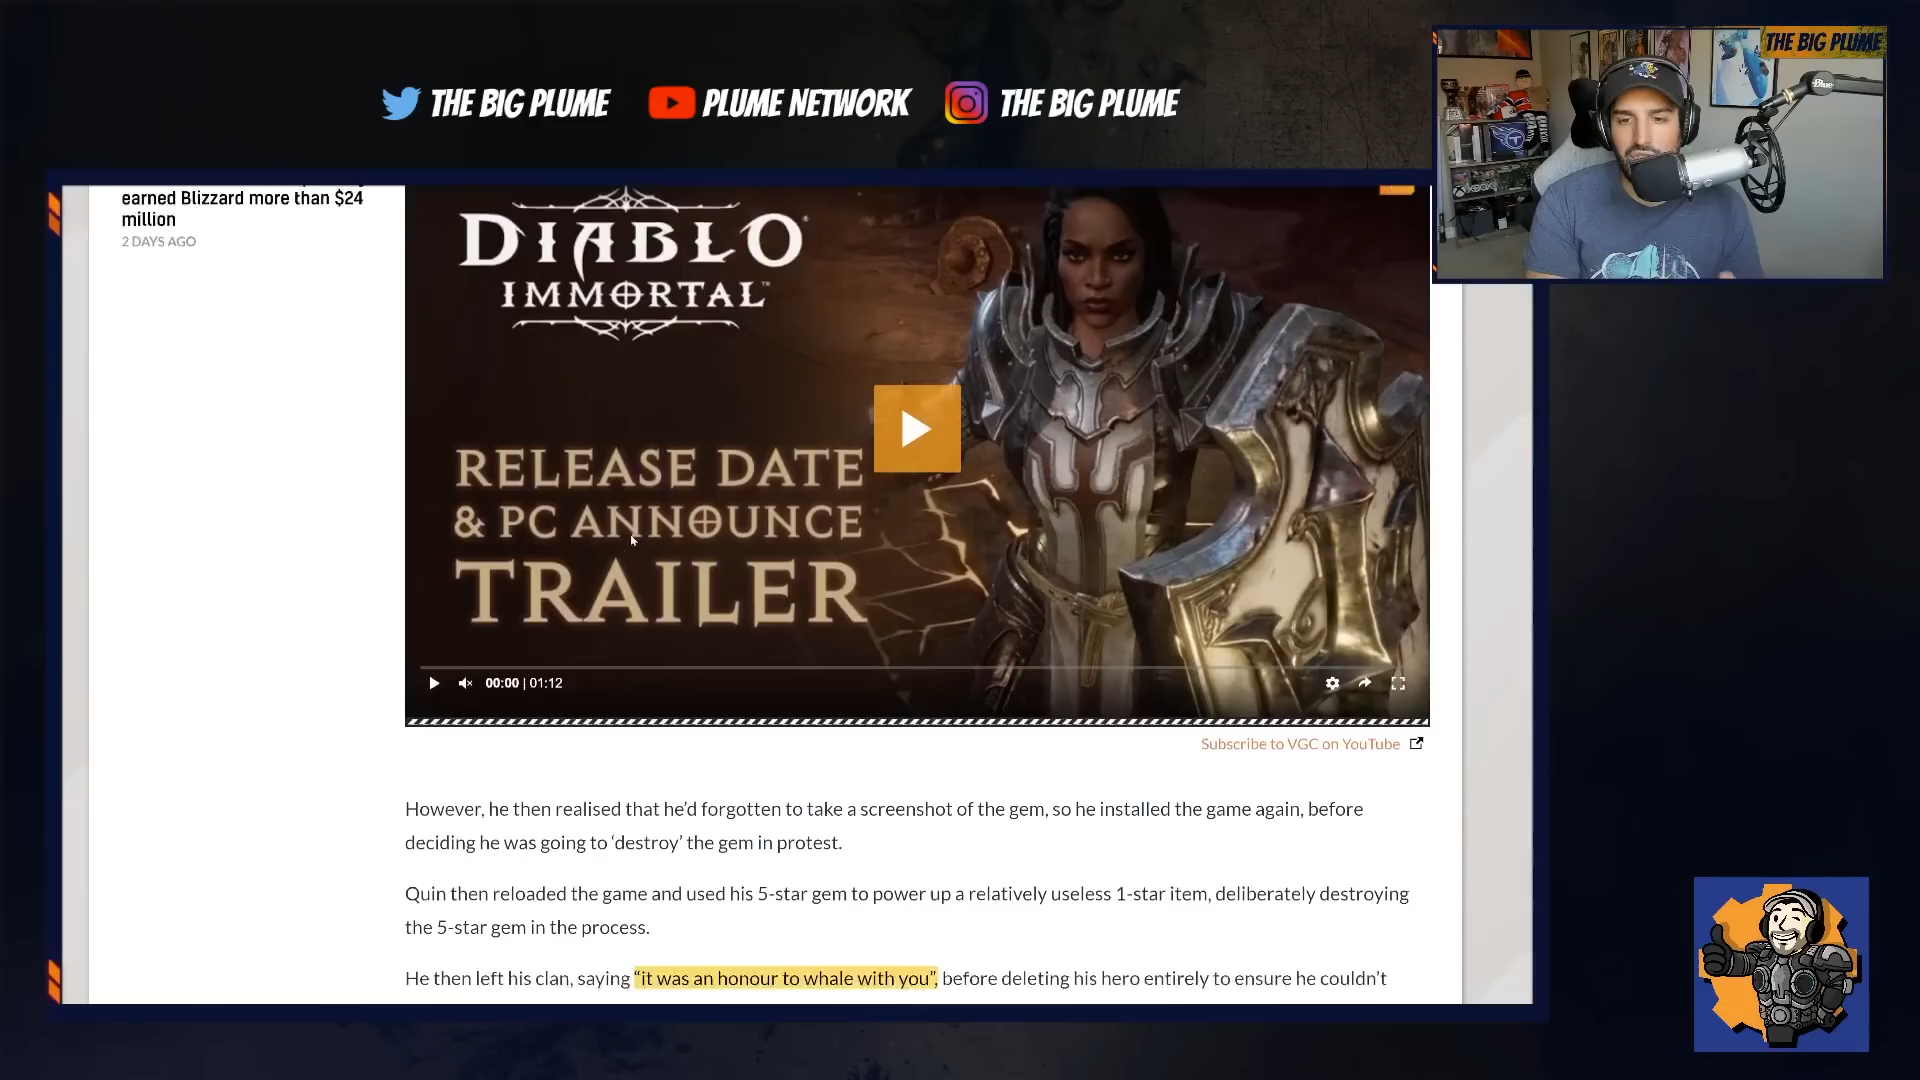 THE BIG PLUME
THE BIG PLUME
PLUME NETWORK
THE BIG PLUME
Blue
XBOX
earned Blizzard more than $24
million
2 DAYS AGO
DIABLO
IMMORTAL™
RELEASE DATE
& PC ANNOUNCE
TRAILER
00:00 | 01:12
Subscribe to VGC on YouTube
However, he then realised that he’d forgotten to take a screenshot of the gem, so he installed the game again, before
deciding he was going to ‘destroy’ the gem in protest.
Quin then reloaded the game and used his 5-star gem to power up a relatively useless 1-star item, deliberately destroying
the 5-star gem in the process.
He then left his clan, saying “it was an honour to whale with you”, before deleting his hero entirely to ensure he couldn’t